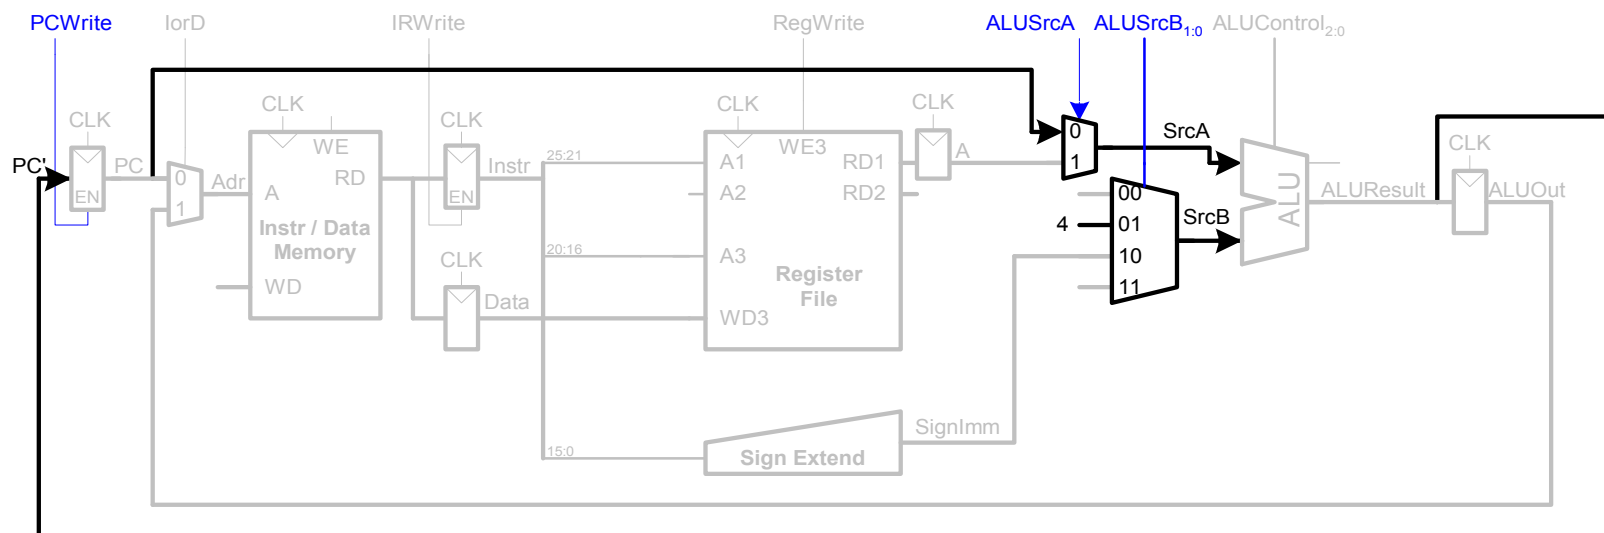 PCWrite IorD IRWrite RegWrite ALUSrcA ALUSrcB1:0 ALUControl2:0
CLK CLK CLK CLK CLK CLK
PC' PC EN
0 1 Adr
WE
A RD
Instr / Data
Memory
WD
EN Instr
CLK
Data
25:21
20:16
15:0
A1 WE3 RD1
A2 RD2
A3
Register
File
WD3
A
0
1
SrcA
00
4 01
10
11
SrcB
ALU
ALUResult
ALUOut
SignImm
Sign Extend